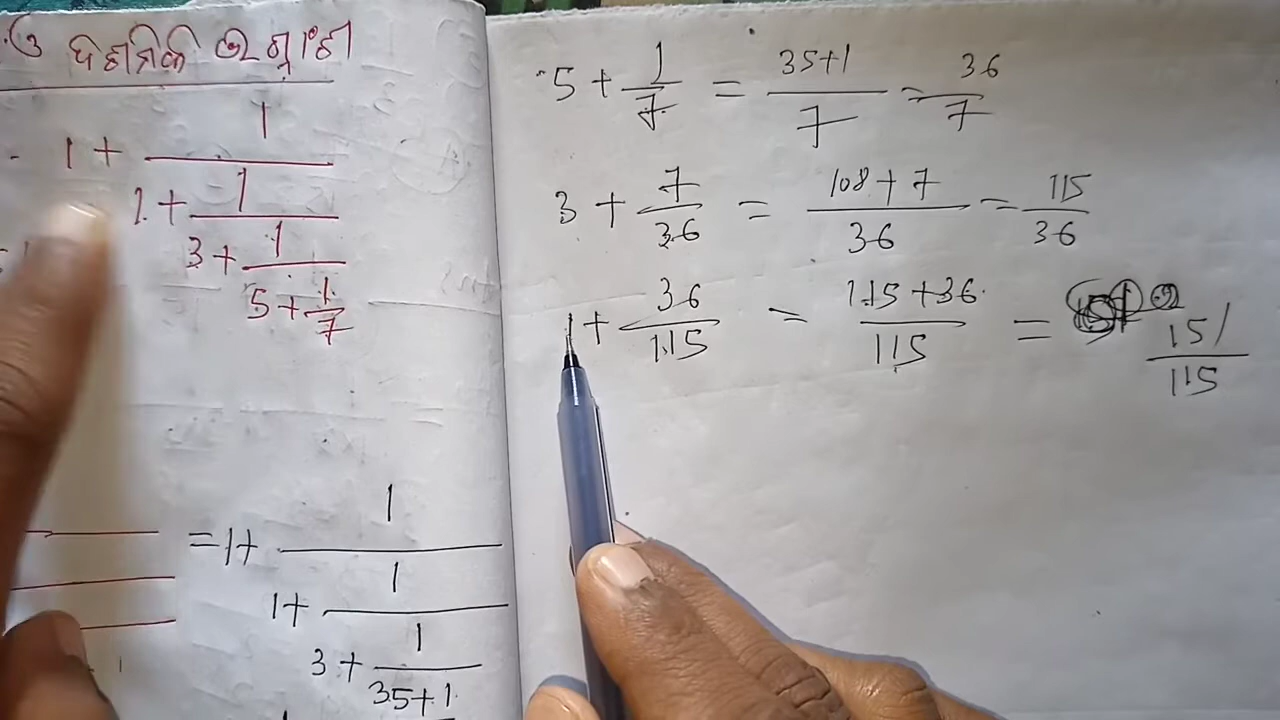 ଓ ଦଶମିକ ଭଗ୍ନାଂଶ
1 + 1
1 + 1
3 + 1
5 + 1/7
= 1 + 1
1 + 1
3 + 1
35+1
5 + 1/7 = 35+1/7 = 36/7
3 + 7/36 = 108+7/36 = 115/36
1 + 36/115 = 115+36/115 = 151/115